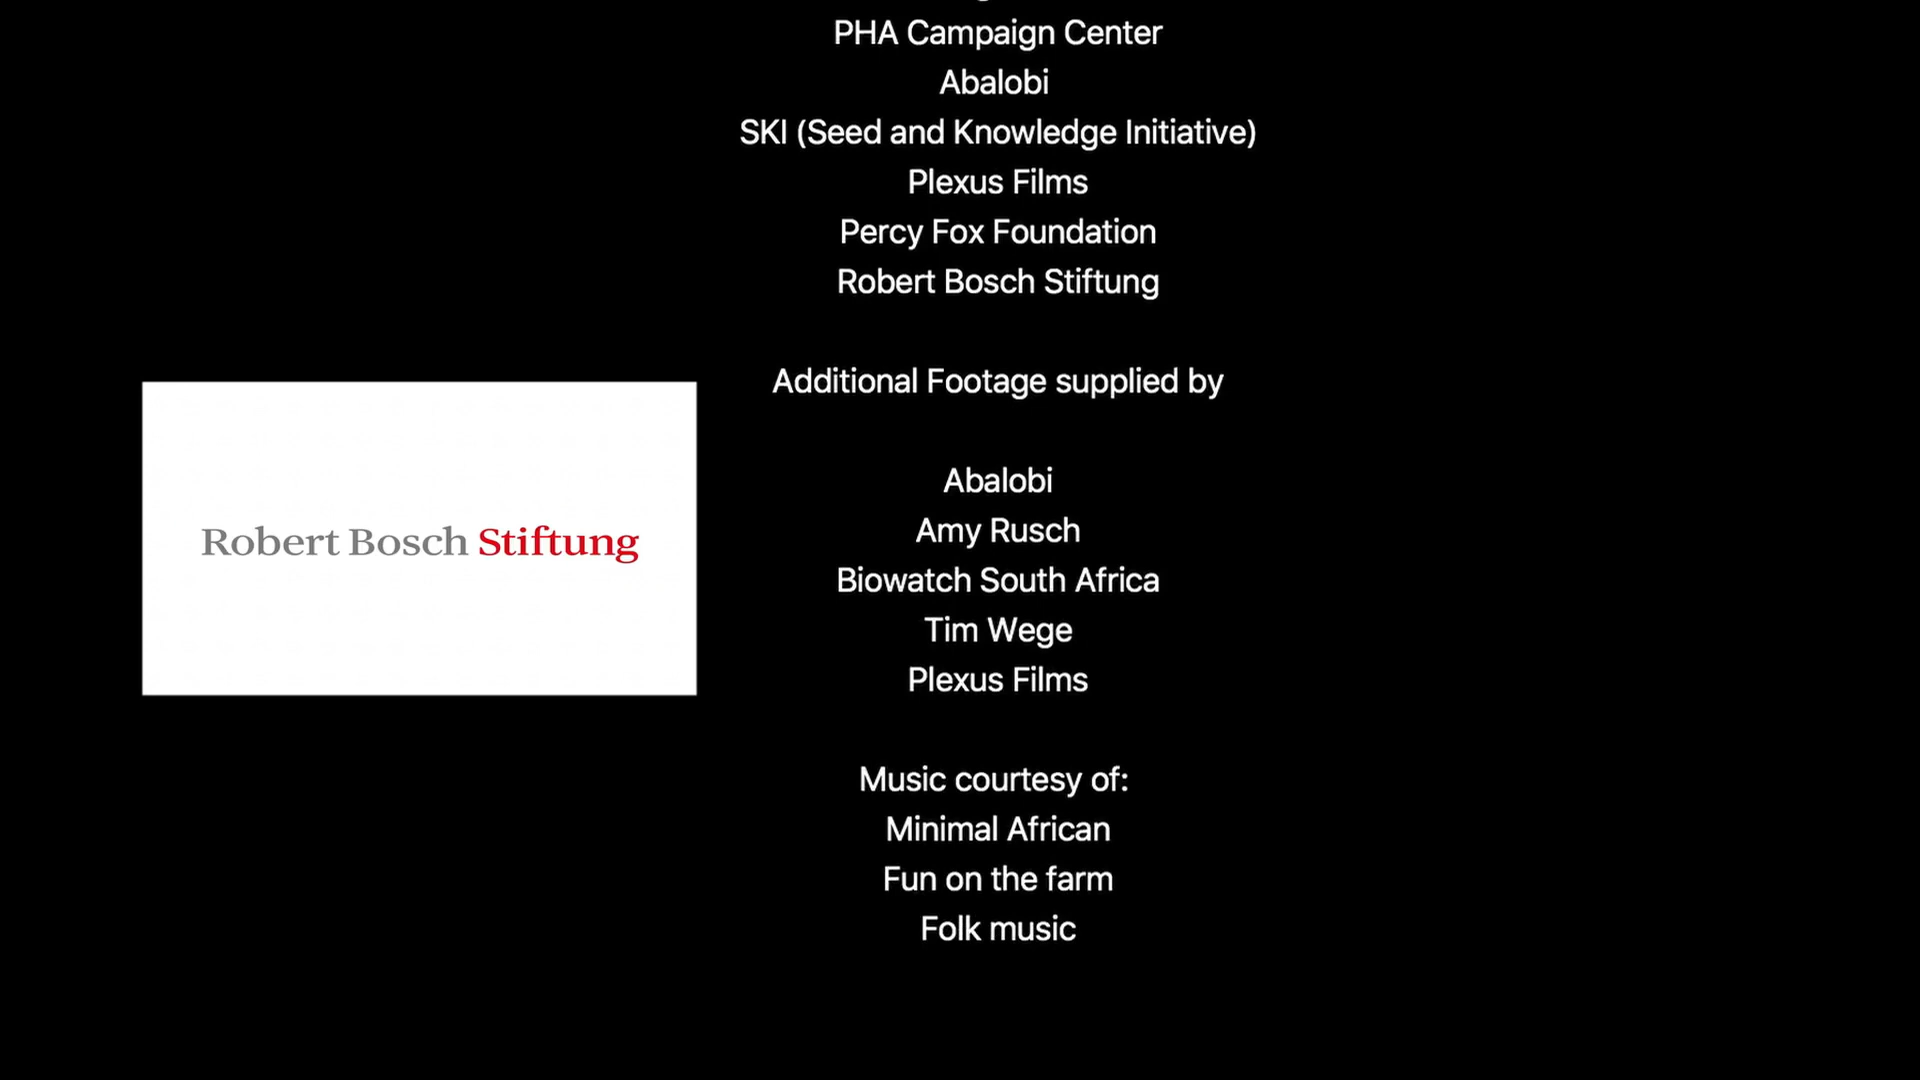 PHA Campaign Center
Abalobi
SKI (Seed and Knowledge Initiative)
Plexus Films
Percy Fox Foundation
Robert Bosch Stiftung
Additional Footage supplied by
Robert Bosch Stiftung
Abalobi
Amy Rusch
Biowatch South Africa
Tim Wege
Plexus Films
Music courtesy of:
Minimal African
Fun on the farm
Folk music